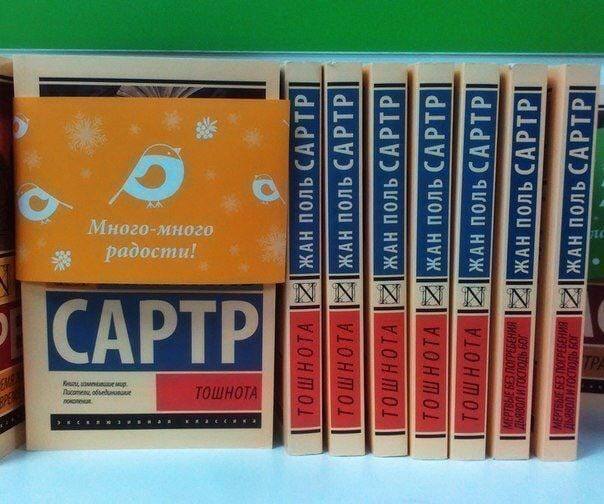 Много-много
радости!
САРТР
Книги, изменившие мир.
Писатели, объединившие
поколения.
ТОШНОТА
эксклюзивная классика
ЖАН ПОЛЬ САРТР
N
ТОШНОТА
ЖАН ПОЛЬ САРТР
N
ТОШНОТА
ЖАН ПОЛЬ САРТР
N
ТОШНОТА
ЖАН ПОЛЬ САРТР
N
ТОШНОТА
ЖАН ПОЛЬ САРТР
N
ТОШНОТА
ЖАН ПОЛЬ САРТР
N
МЕРТВЫЕ БЕЗ ПОГРЕБЕНИЯ
ДЬЯВОЛ И ГОСПОДЬ БОГ
ЖАН ПОЛЬ САРТР
N
МЕРТВЫЕ БЕЗ ПОГРЕБЕНИЯ
ДЬЯВОЛ И ГОСПОДЬ БОГ